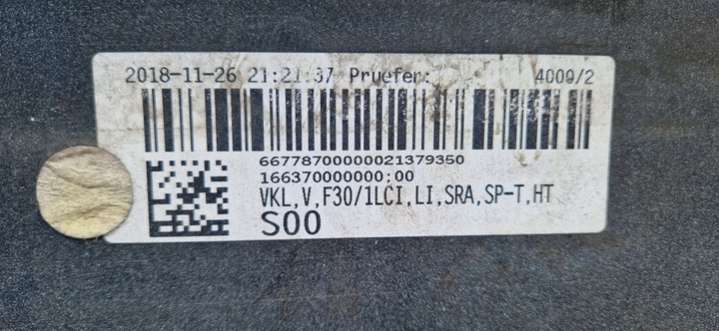 2018-11-26 21:21:37 Pruefer: 4009/2
66778700000021379350
166370000000;00
VKL,V,F30/1LCI,LI,SRA,SP-T,HT
S00